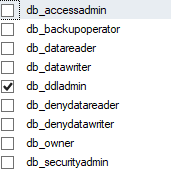 db_accessadmin
db_backupoperator
db_datareader
db_datawriter
db_ddladmin
db_denydatareader
db_denydatawriter
db_owner
db_securityadmin